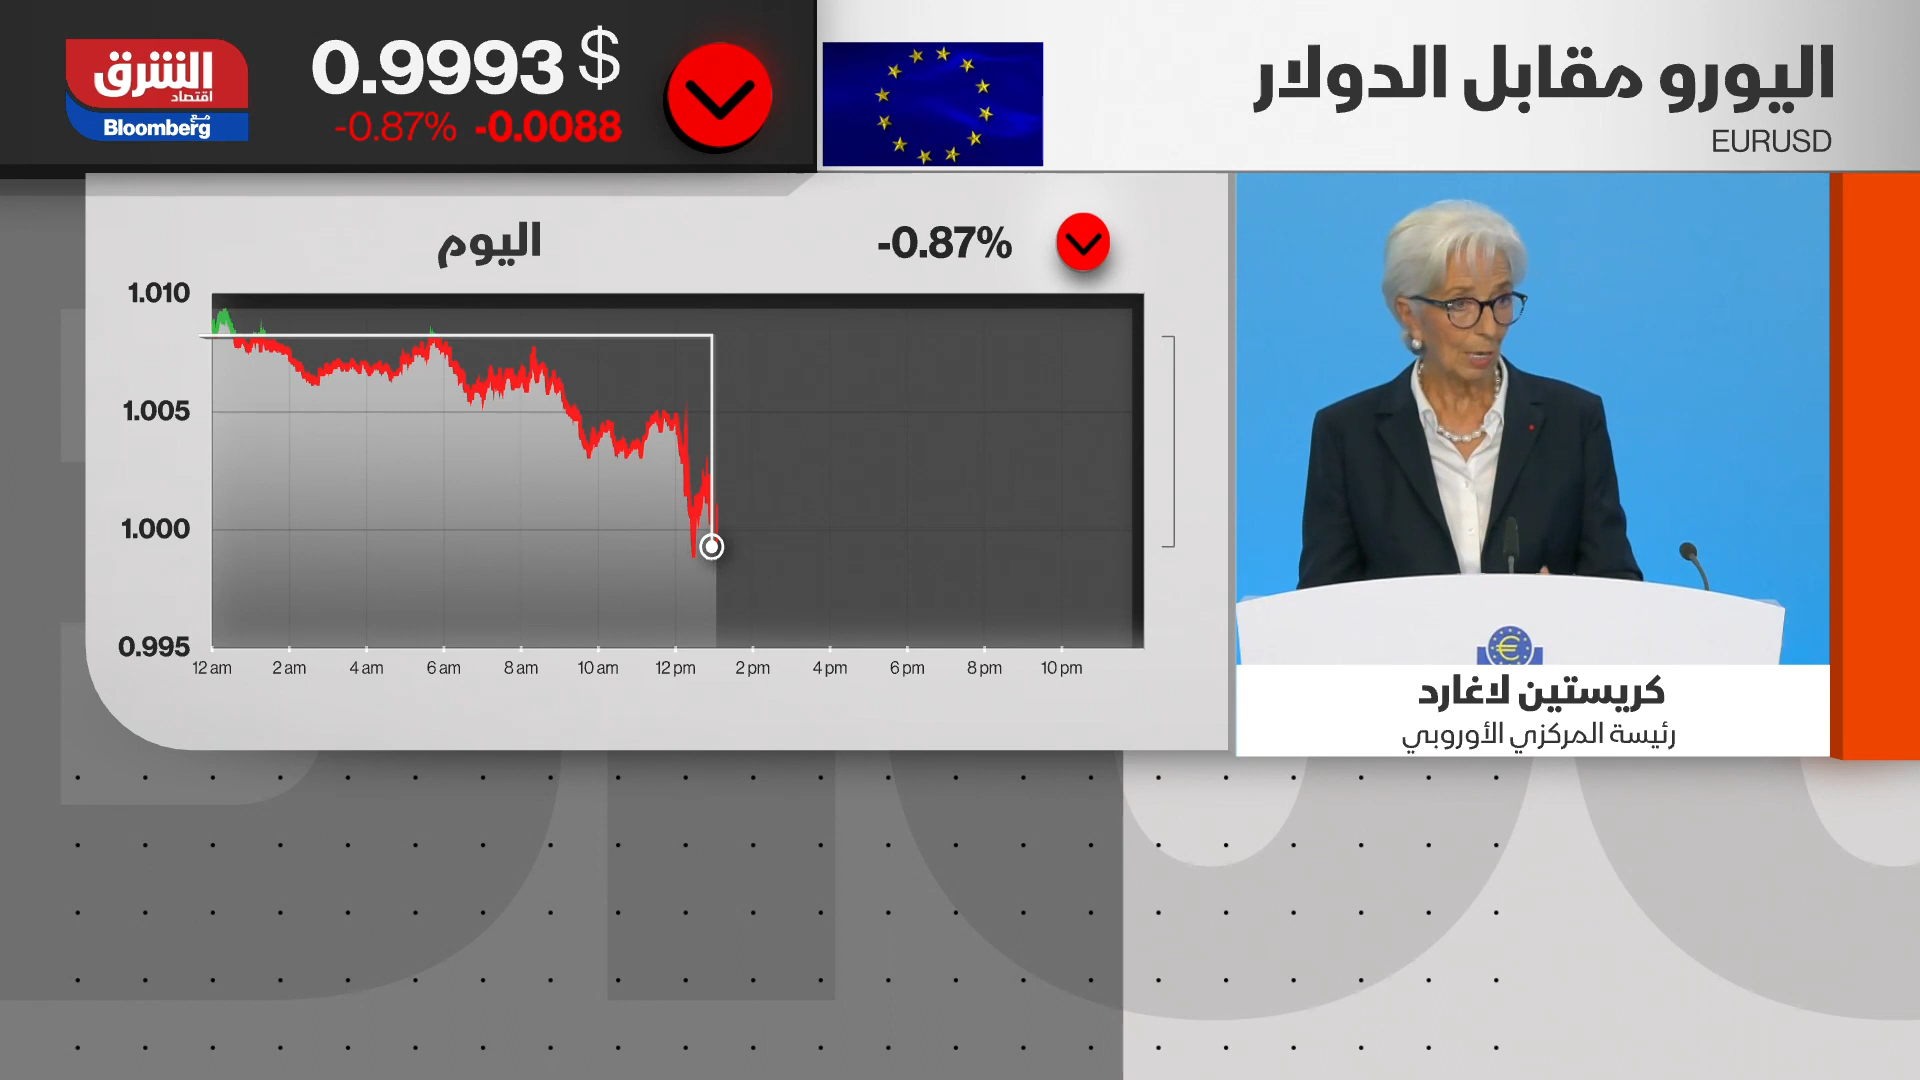 اليورو مقابل الدولار
EURUSD
0.9993 $
-0.87% -0.0088
الشرق
اقتصاد
مع
Bloomberg
اليوم
-0.87%
1.010
1.005
1.000
0.995
12 am 2 am 4 am 6 am 8 am 10 am 12 pm 2 pm 4 pm 6 pm 8 pm 10 pm
كريستين لاغارد
رئيسة المركزي الأوروبي